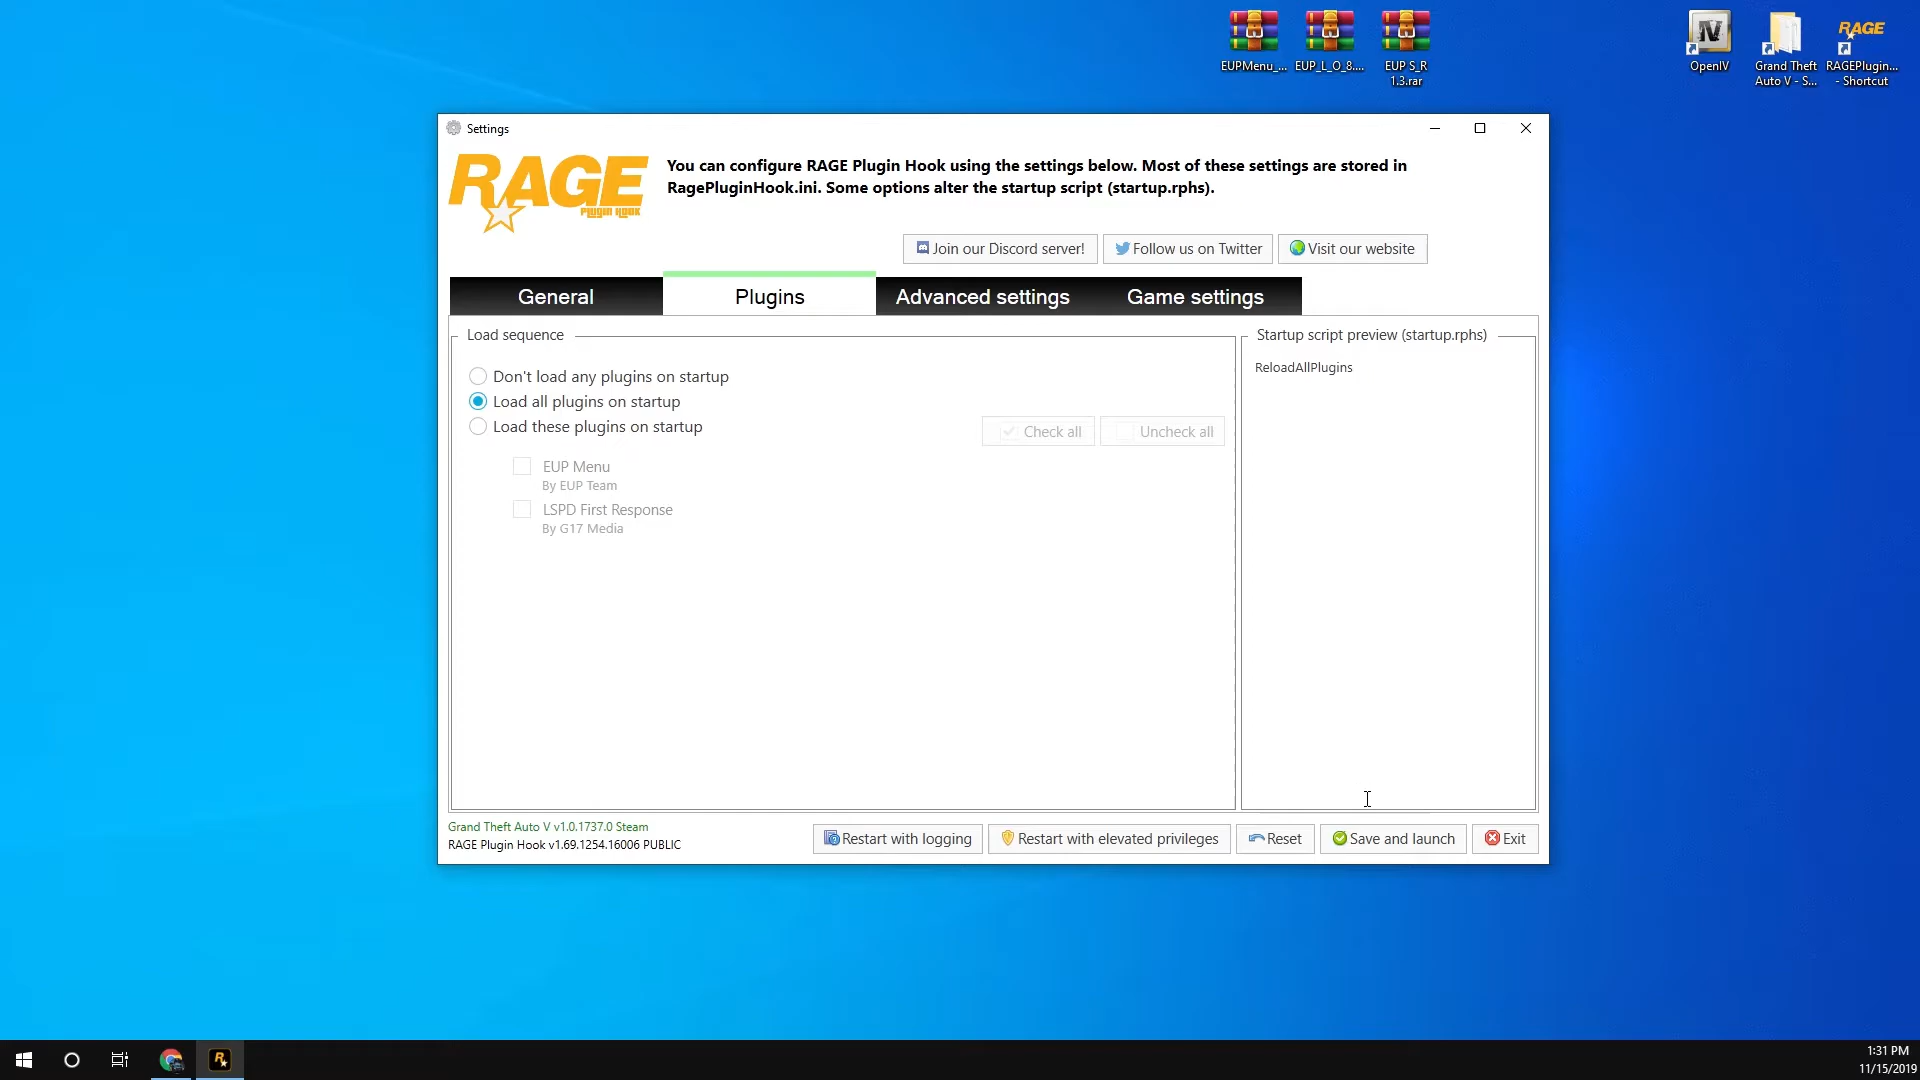 EUPMenu_...
EUP_L_O_8....
EUP S_R
1.3.rar
IV
OpenIV
Grand Theft
Auto V - S...
RAGE
RAGEPlugin...
- Shortcut
Settings
RAGE
PLUGIN HOOK
You can configure RAGE Plugin Hook using the settings below. Most of these settings are stored in
RagePluginHook.ini. Some options alter the startup script (startup.rphs).
Join our Discord server!
Follow us on Twitter
Visit our website
General
Plugins
Advanced settings
Game settings
Load sequence
Don't load any plugins on startup
Load all plugins on startup
Load these plugins on startup
Check all
Uncheck all
EUP Menu
By EUP Team
LSPD First Response
By G17 Media
Startup script preview (startup.rphs)
ReloadAllPlugins
Grand Theft Auto V v1.0.1737.0 Steam
RAGE Plugin Hook v1.69.1254.16006 PUBLIC
Restart with logging
Restart with elevated privileges
Reset
Save and launch
Exit
R
1:31 PM
11/15/2019